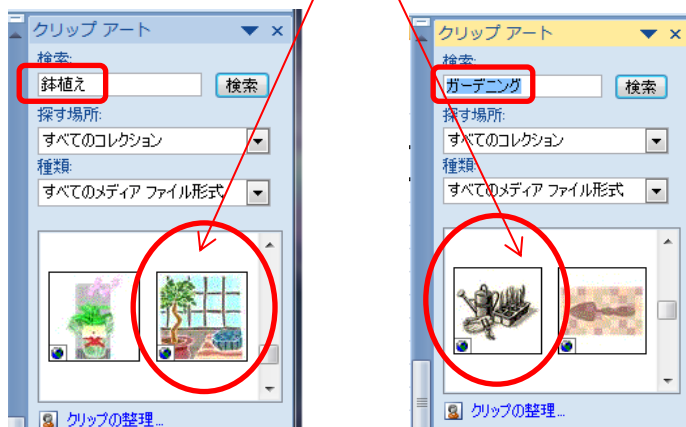 クリップ アート
検索:
鉢植え
検索
探す場所:
すべてのコレクション
種類:
すべてのメディア ファイル形式
クリップの整理...
クリップ アート
検索:
ガーデニング
検索
探す場所:
すべてのコレクション
種類:
すべてのメディア ファイル形式
クリップの整理...